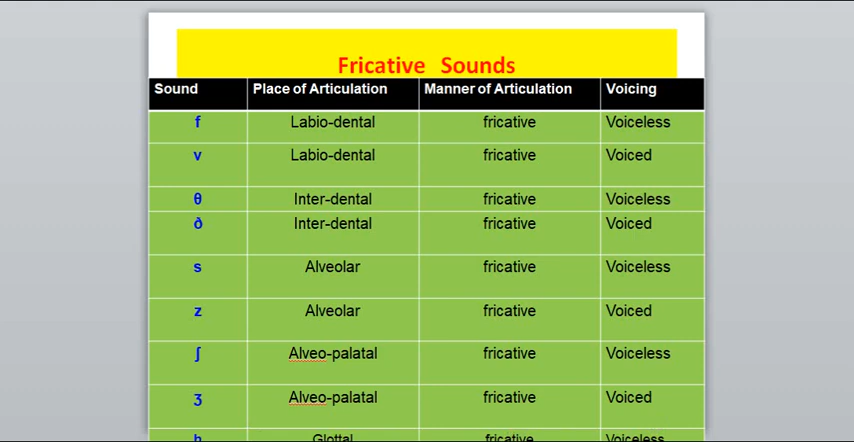 Fricative Sounds
Sound Place of Articulation Manner of Articulation Voicing
f Labio-dental fricative Voiceless
v Labio-dental fricative Voiced
θ Inter-dental fricative Voiceless
ð Inter-dental fricative Voiced
s Alveolar fricative Voiceless
z Alveolar fricative Voiced
ʃ Alveo-palatal fricative Voiceless
ʒ Alveo-palatal fricative Voiced
h Glottal fricative Voiceless